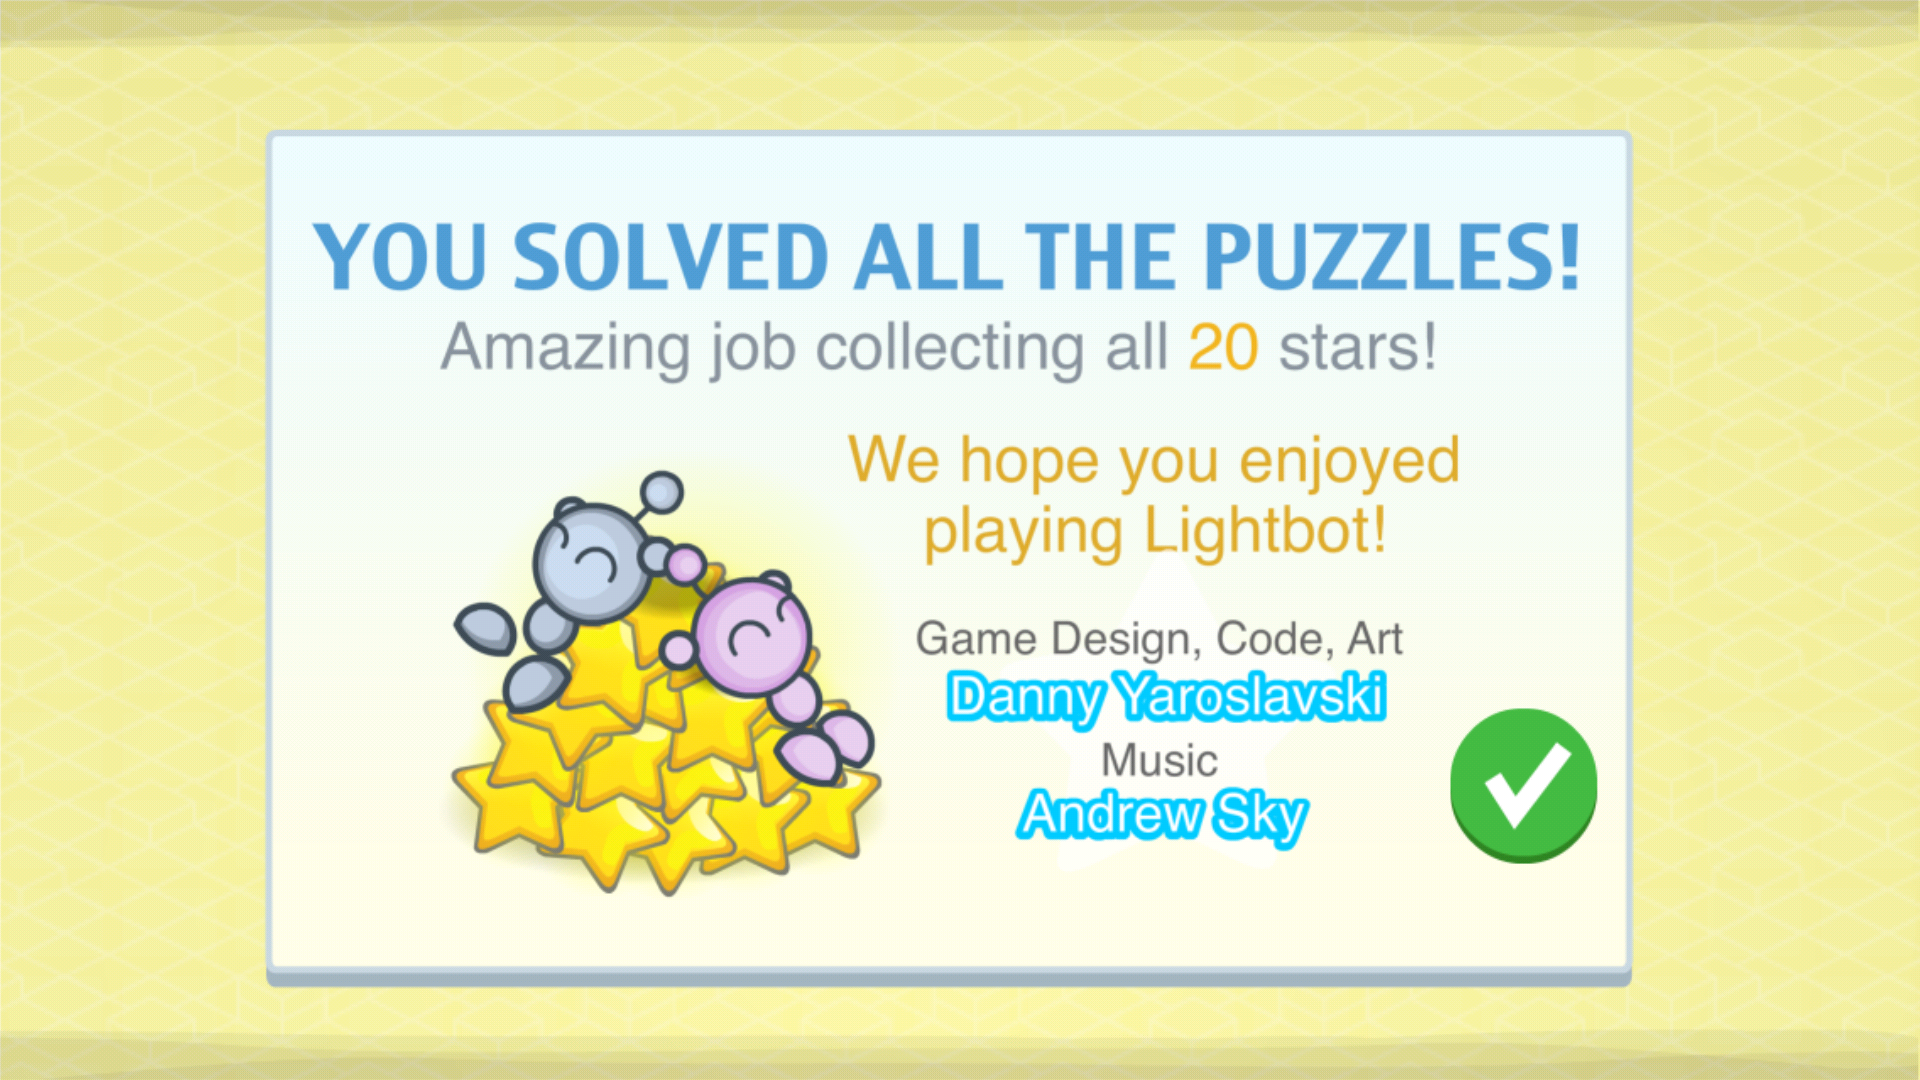 YOU SOLVED ALL THE PUZZLES!
Amazing job collecting all 20 stars!
We hope you enjoyed
playing Lightbot!
Game Design, Code, Art
Danny Yaroslavski
Music
Andrew Sky